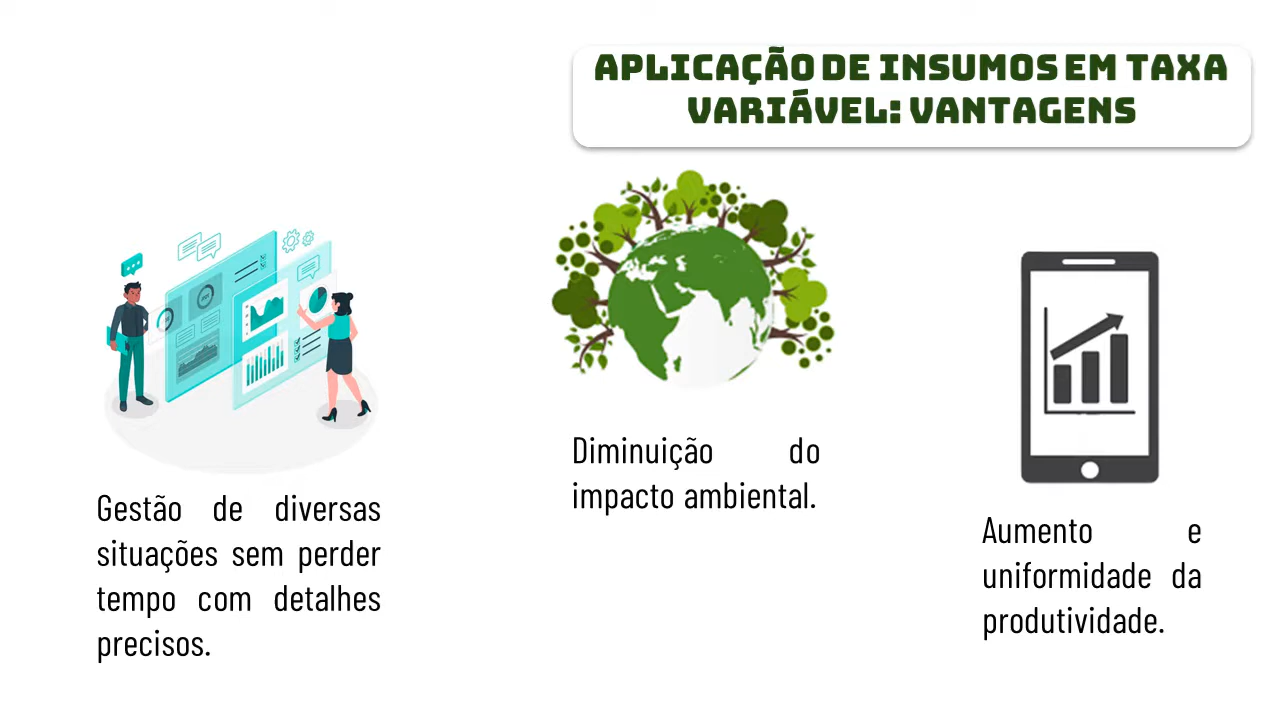 APLICAÇÃO DE INSUMOS EM TAXA
VARIÁVEL: VANTAGENS
Gestão de diversas
situações sem perder
tempo com detalhes
precisos.
Diminuição do
impacto ambiental.
Aumento e
uniformidade da
produtividade.